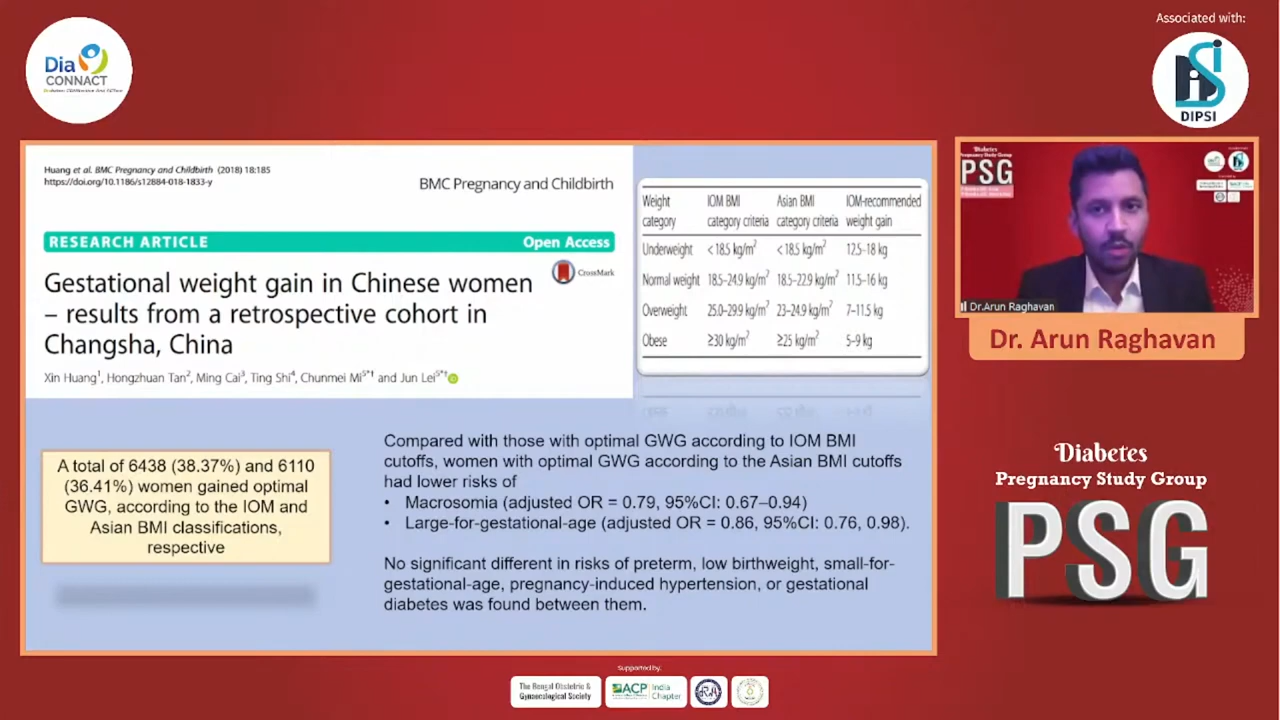 Associated with:
Dia
CONNACT
DIPSI
Huang et al. BMC Pregnancy and Childbirth (2018) 18:185
https://doi.org/10.1186/s12884-018-1833-y
BMC Pregnancy and Childbirth
RESEARCH ARTICLE
Open Access
Gestational weight gain in Chinese women
– results from a retrospective cohort in
Changsha, China
CrossMark
Xin Huang1, Hongzhuan Tan2, Ming Cai3, Ting Shi4, Chunmei Mi5*† and Jun Lei5*†
Weight category IOM BMI category criteria Asian BMI category criteria IOM-recommended weight gain
Underweight < 18.5 kg/m² < 18.5 kg/m² 12.5–18 kg
Normal weight 18.5–24.9 kg/m² 18.5–22.9 kg/m² 11.5–16 kg
Overweight 25.0–29.9 kg/m² 23–24.9 kg/m² 7–11.5 kg
Obese ≥30 kg/m² ≥25 kg/m² 5–9 kg
A total of 6438 (38.37%) and 6110
(36.41%) women gained optimal
GWG, according to the IOM and
Asian BMI classifications,
respective
Compared with those with optimal GWG according to IOM BMI
cutoffs, women with optimal GWG according to the Asian BMI cutoffs
had lower risks of
• Macrosomia (adjusted OR = 0.79, 95%CI: 0.67–0.94)
• Large-for-gestational-age (adjusted OR = 0.86, 95%CI: 0.76, 0.98).
No significant different in risks of preterm, low birthweight, small-for-
gestational-age, pregnancy-induced hypertension, or gestational
diabetes was found between them.
Diabetes
Pregnancy Study Group
PSG
Dr.Arun Raghavan
Dr. Arun Raghavan
Diabetes
Pregnancy Study Group
PSG
Supported by:
The Bengal Obstetric &
Gynaecological Society
ACP
India
Chapter